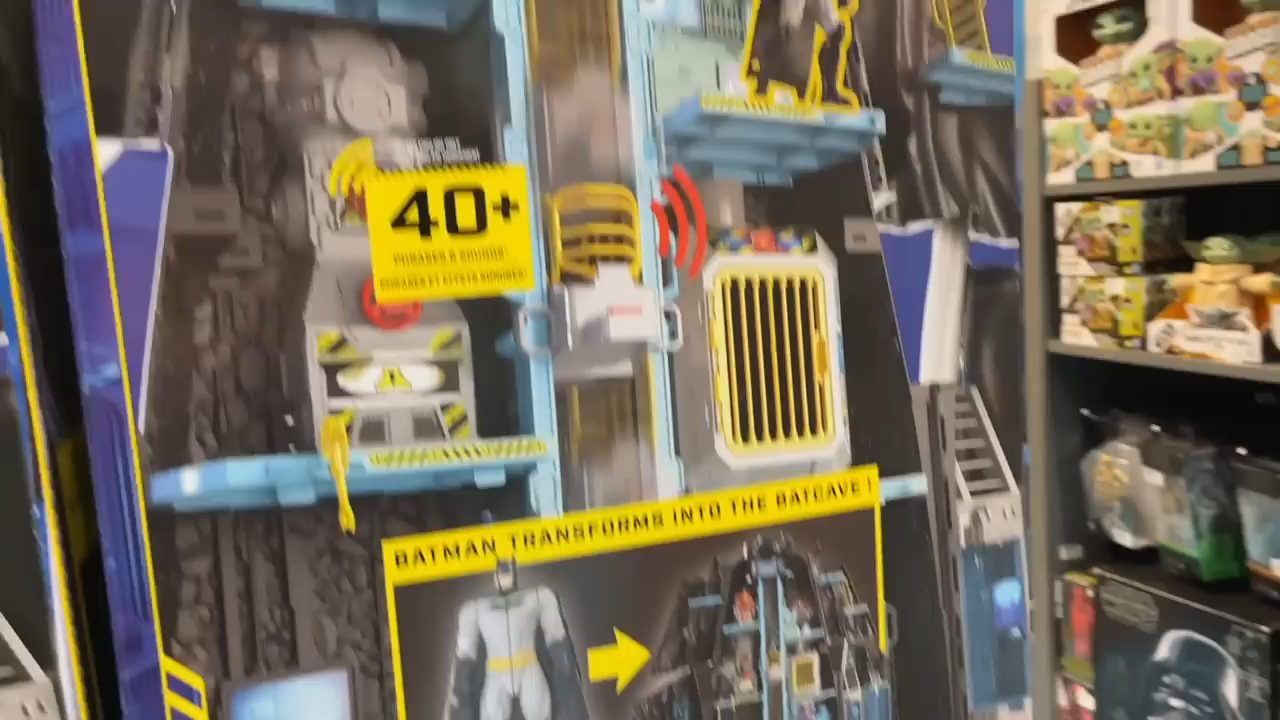 40+
PHRASES & SOUNDS!
PHRASES ET EFFETS SONORES!
BATMAN TRANSFORMS INTO THE BATCAVE!